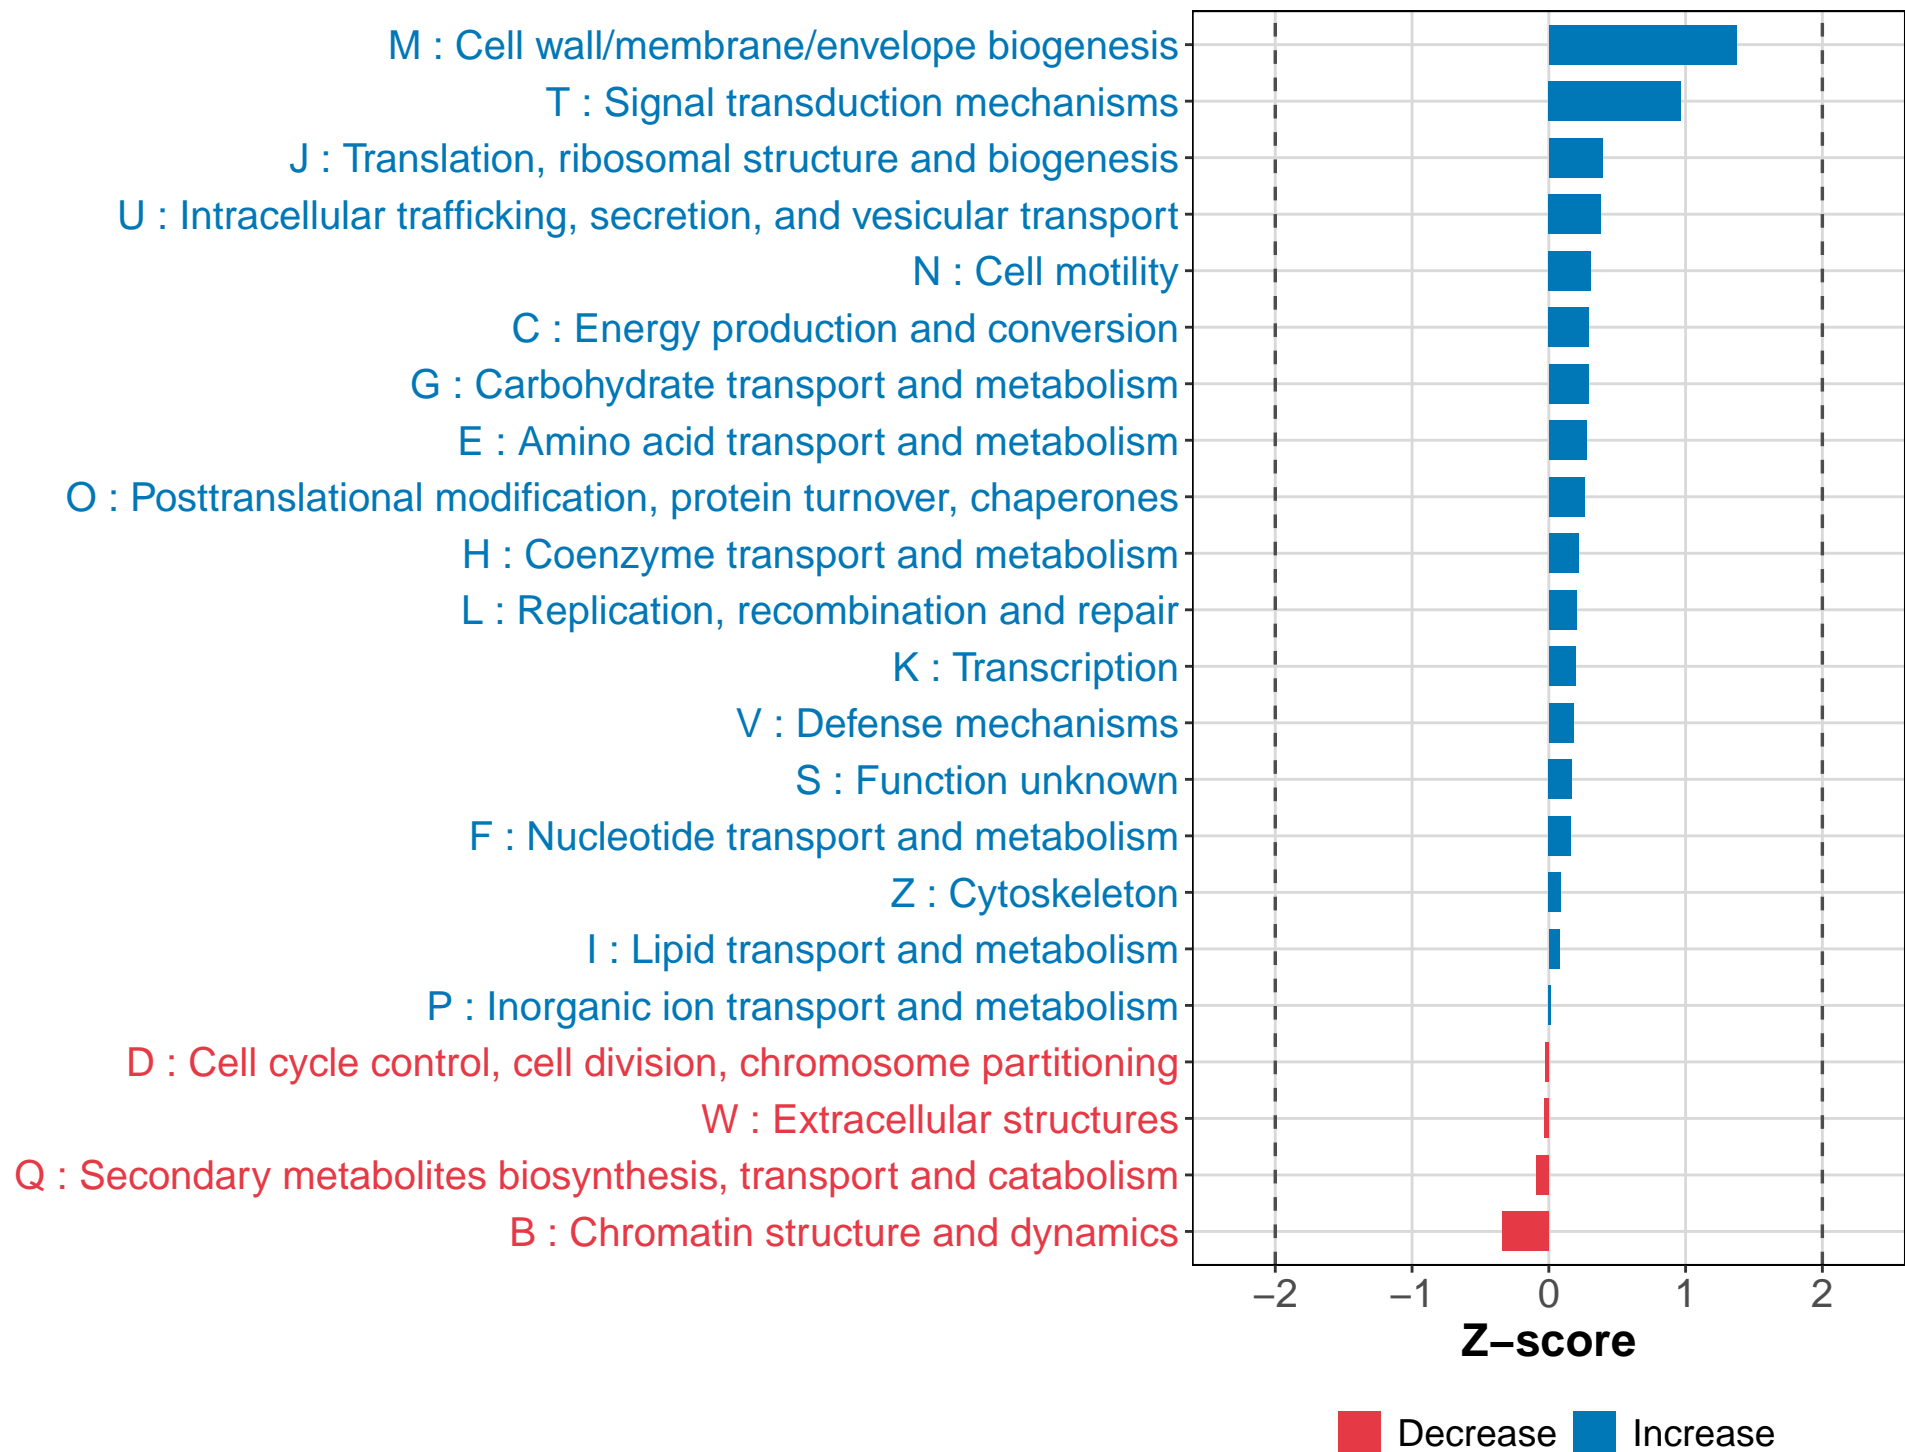 M : Cell wall/membrane/envelope biogenesis
T : Signal transduction mechanisms
J : Translation, ribosomal structure and biogenesis
U : Intracellular trafficking, secretion, and vesicular transport
N : Cell motility
C : Energy production and conversion
G : Carbohydrate transport and metabolism
E : Amino acid transport and metabolism
O : Posttranslational modification, protein turnover, chaperones
H : Coenzyme transport and metabolism
L : Replication, recombination and repair
K : Transcription
V : Defense mechanisms
S : Function unknown
F : Nucleotide transport and metabolism
Z : Cytoskeleton
I : Lipid transport and metabolism
P : Inorganic ion transport and metabolism
D : Cell cycle control, cell division, chromosome partitioning
W : Extracellular structures
Q : Secondary metabolites biosynthesis, transport and catabolism
B : Chromatin structure and dynamics
−2 −1 0 1 2
Z−score
Decrease Increase